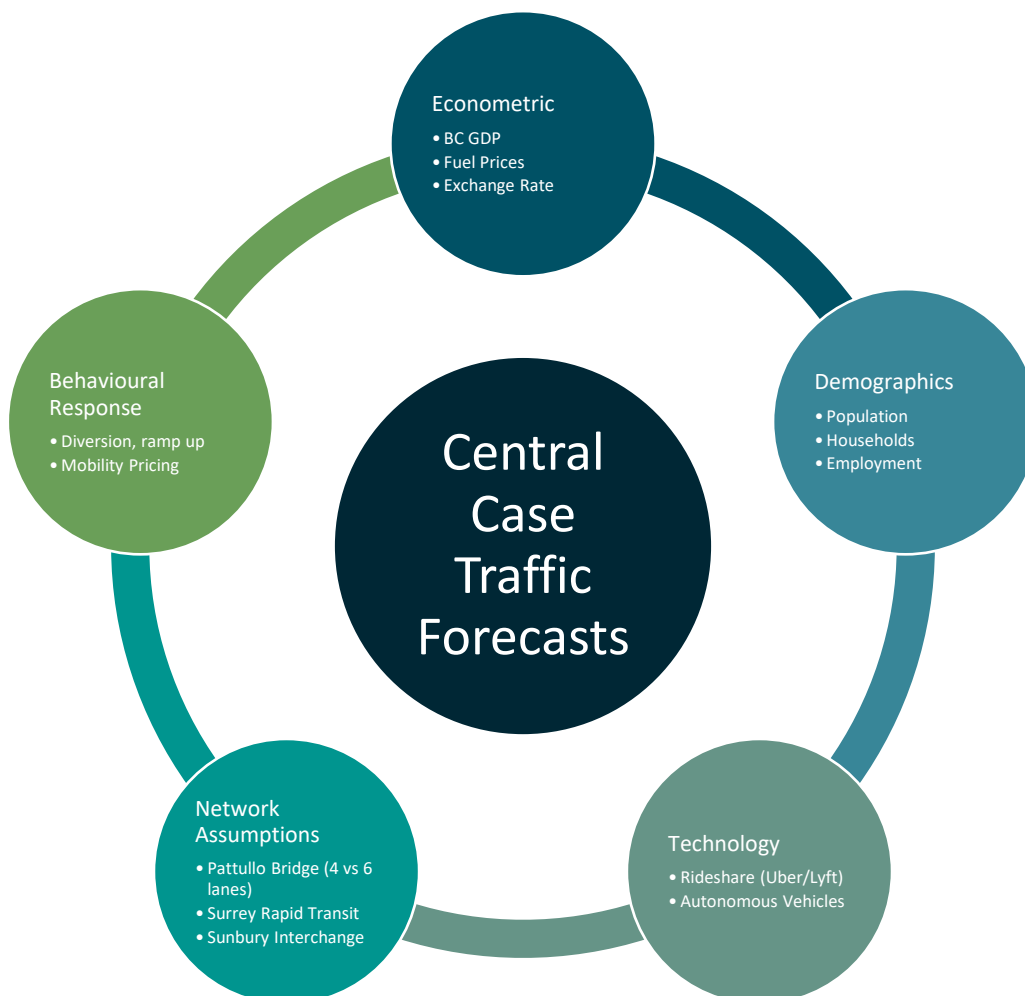 Econometric
• BC GDP
• Fuel Prices
• Exchange Rate
Demographics
• Population
• Households
• Employment
Technology
• Rideshare (Uber/Lyft)
• Autonomous Vehicles
Network
Assumptions
• Pattullo Bridge (4 vs 6
lanes)
• Surrey Rapid Transit
• Sunbury Interchange
Behavioural
Response
• Diversion, ramp up
• Mobility Pricing
Central
Case
Traffic
Forecasts